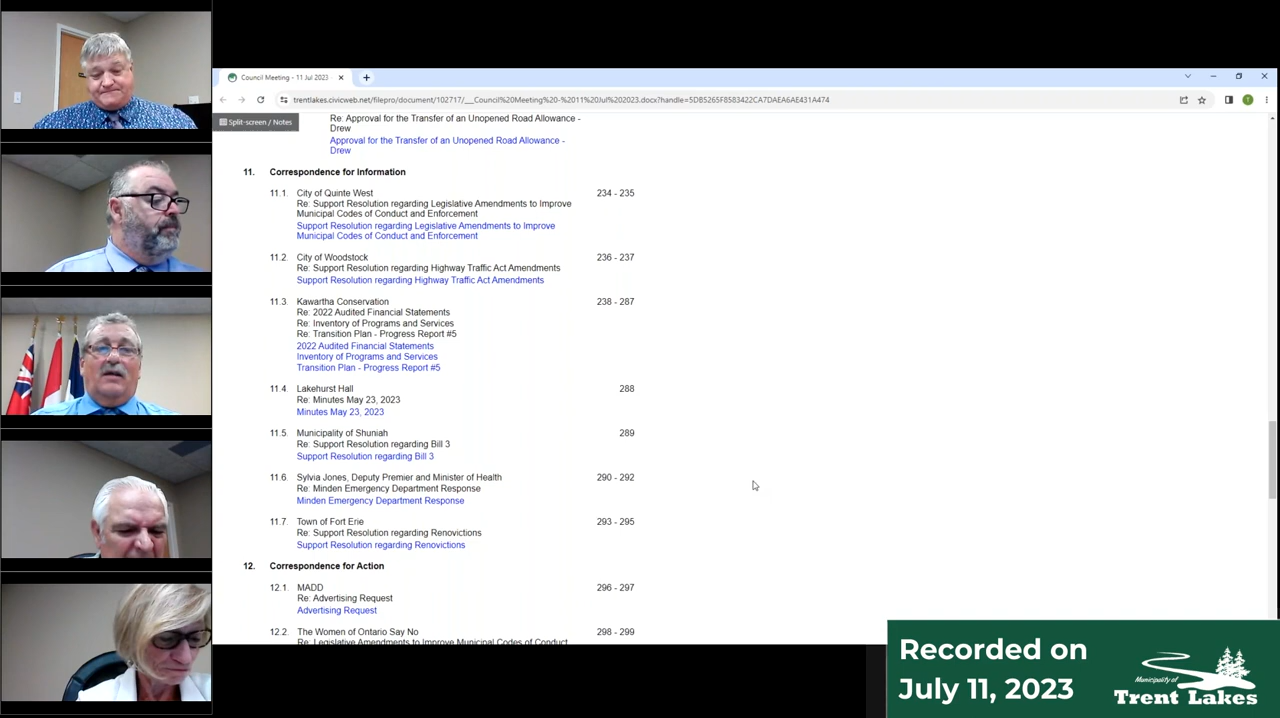 Council Meeting - 11 Jul 2023
trentlakes.civicweb.net/filepro/document/102717/__Council%20Meeting%20-%2011%20Jul%202023.docx?handle=5DB5265F8583422CA7DAEA6AE431A474
Split-screen / Notes
Re: Approval for the Transfer of an Unopened Road Allowance -
Drew
Approval for the Transfer of an Unopened Road Allowance -
Drew
11. Correspondence for Information
11.1. City of Quinte West 234 - 235
Re: Support Resolution regarding Legislative Amendments to Improve
Municipal Codes of Conduct and Enforcement
Support Resolution regarding Legislative Amendments to Improve
Municipal Codes of Conduct and Enforcement
11.2. City of Woodstock 236 - 237
Re: Support Resolution regarding Highway Traffic Act Amendments
Support Resolution regarding Highway Traffic Act Amendments
11.3. Kawartha Conservation 238 - 287
Re: 2022 Audited Financial Statements
Re: Inventory of Programs and Services
Re: Transition Plan - Progress Report #5
2022 Audited Financial Statements
Inventory of Programs and Services
Transition Plan - Progress Report #5
11.4. Lakehurst Hall 288
Re: Minutes May 23, 2023
Minutes May 23, 2023
11.5. Municipality of Shuniah 289
Re: Support Resolution regarding Bill 3
Support Resolution regarding Bill 3
11.6. Sylvia Jones, Deputy Premier and Minister of Health 290 - 292
Re: Minden Emergency Department Response
Minden Emergency Department Response
11.7. Town of Fort Erie 293 - 295
Re: Support Resolution regarding Renovictions
Support Resolution regarding Renovictions
12. Correspondence for Action
12.1. MADD 296 - 297
Re: Advertising Request
Advertising Request
12.2. The Women of Ontario Say No 298 - 299
Re: Legislative Amendments to Improve Municipal Codes of Conduct
Recorded on
July 11, 2023
Municipality of
Trent Lakes
T